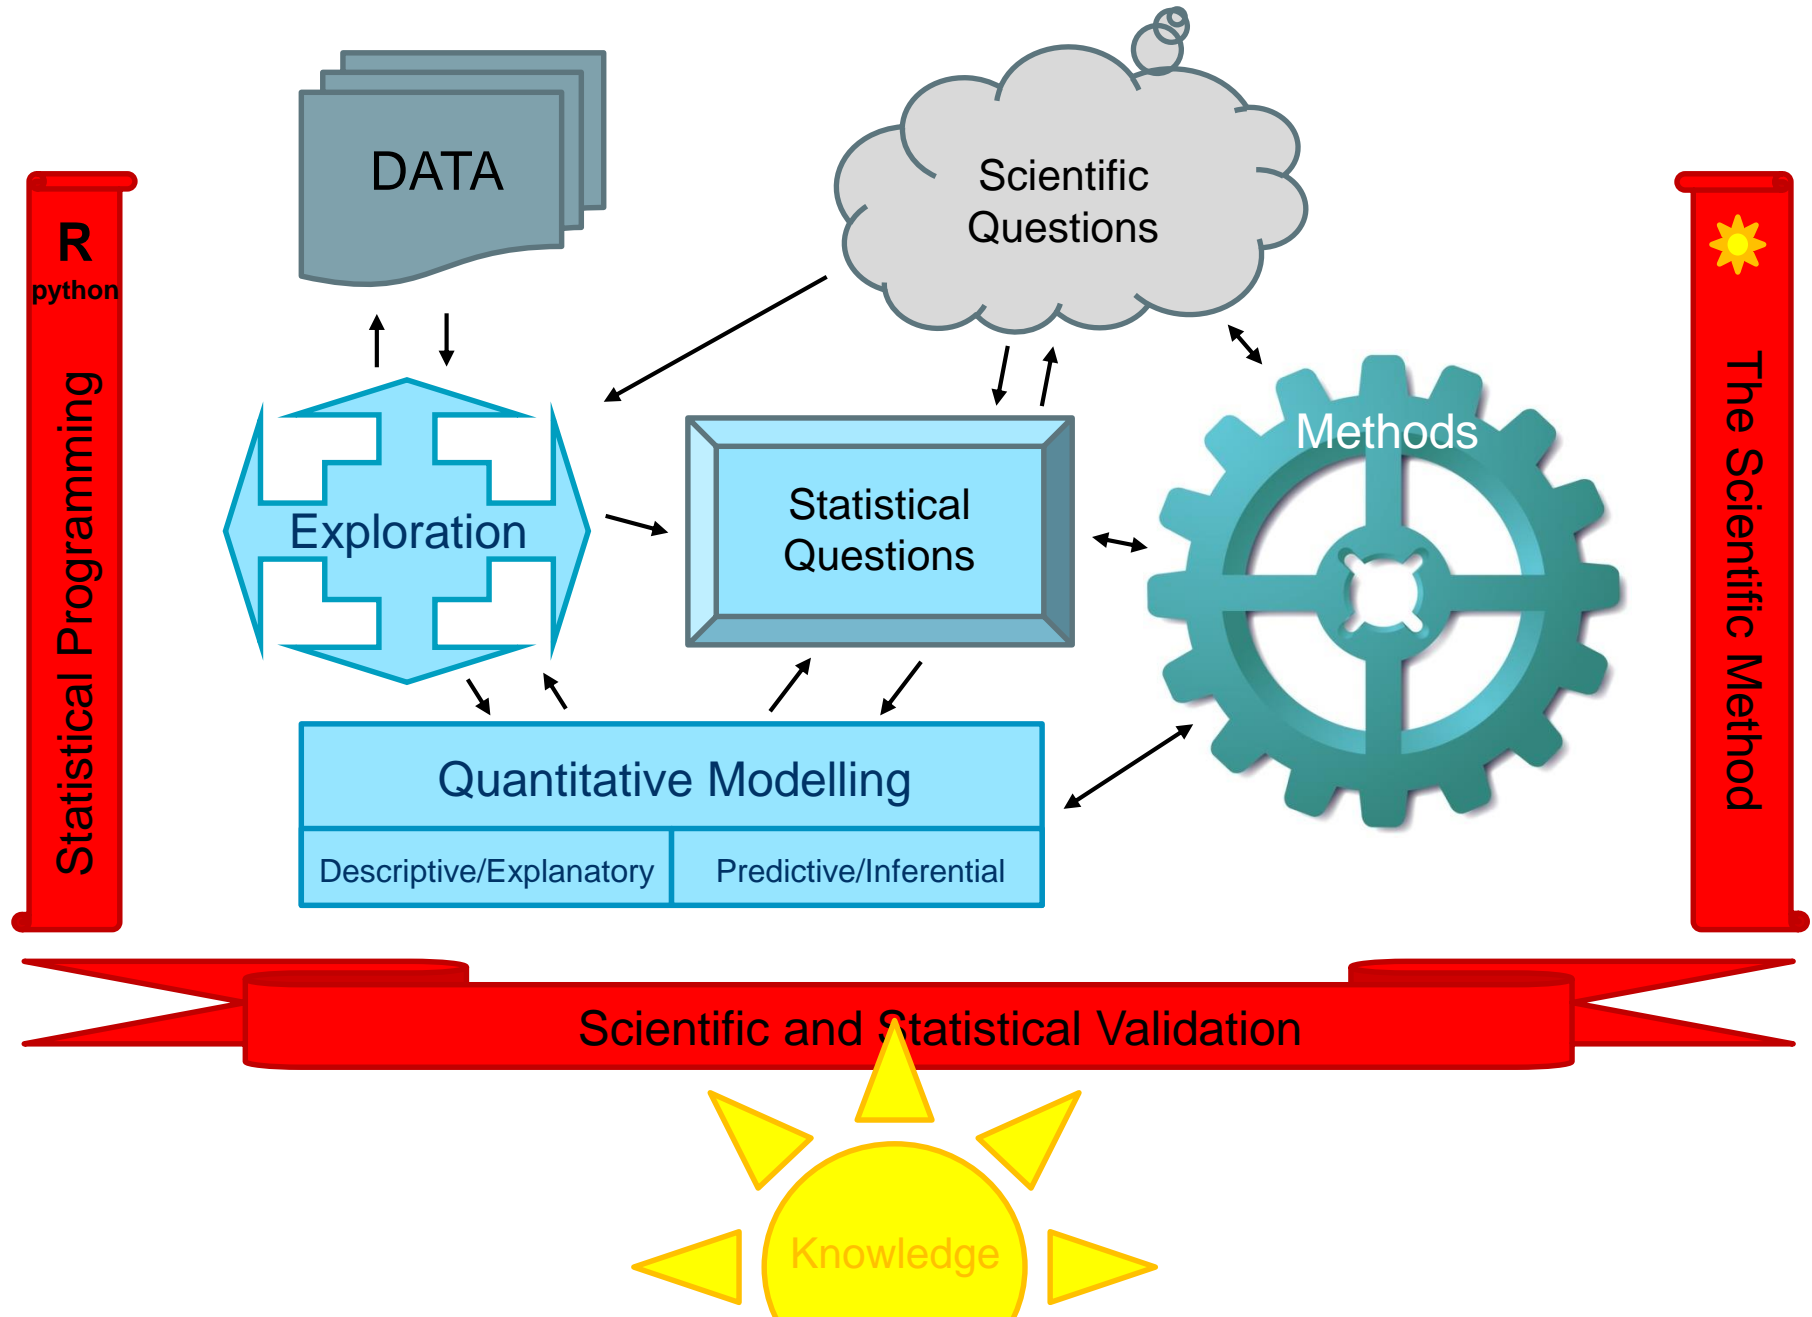 DATA
Scientific
Questions
R
python
Statistical Programming
The Scientific Method
Methods
Exploration
Statistical
Questions
Quantitative Modelling
Descriptive/Explanatory
Predictive/Inferential
Scientific and Statistical Validation
Knowledge